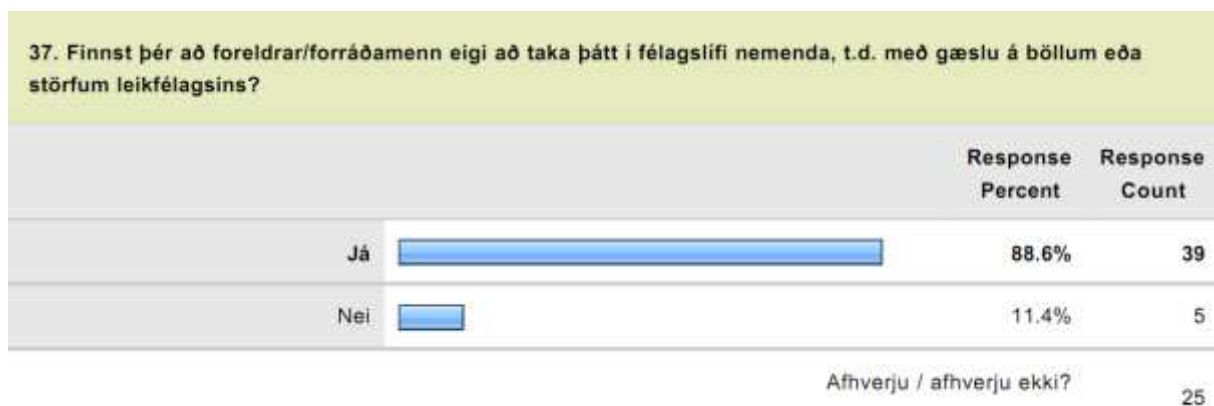 37. Finnst þér að foreldrar/forráðamenn eigi að taka þátt í félagslífi nemenda, t.d. með gæslu á böllum eða
störfum leikfélagsins?
Response Percent Response Count
Já 88.6% 39
Nei 11.4% 5
Afhverju / afhverju ekki? 25